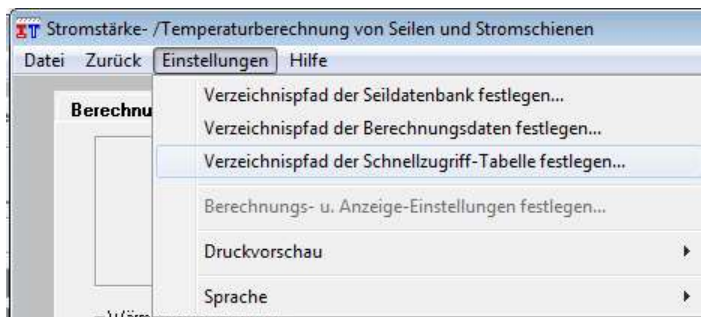 Stromstärke- /Temperaturberechnung von Seilen und Stromschienen
Datei Zurück Einstellungen Hilfe
Berechnu
Verzeichnispfad der Seildatenbank festlegen...
Verzeichnispfad der Berechnungsdaten festlegen...
Verzeichnispfad der Schnellzugriff-Tabelle festlegen...
Berechnungs- u. Anzeige-Einstellungen festlegen...
Druckvorschau
Sprache